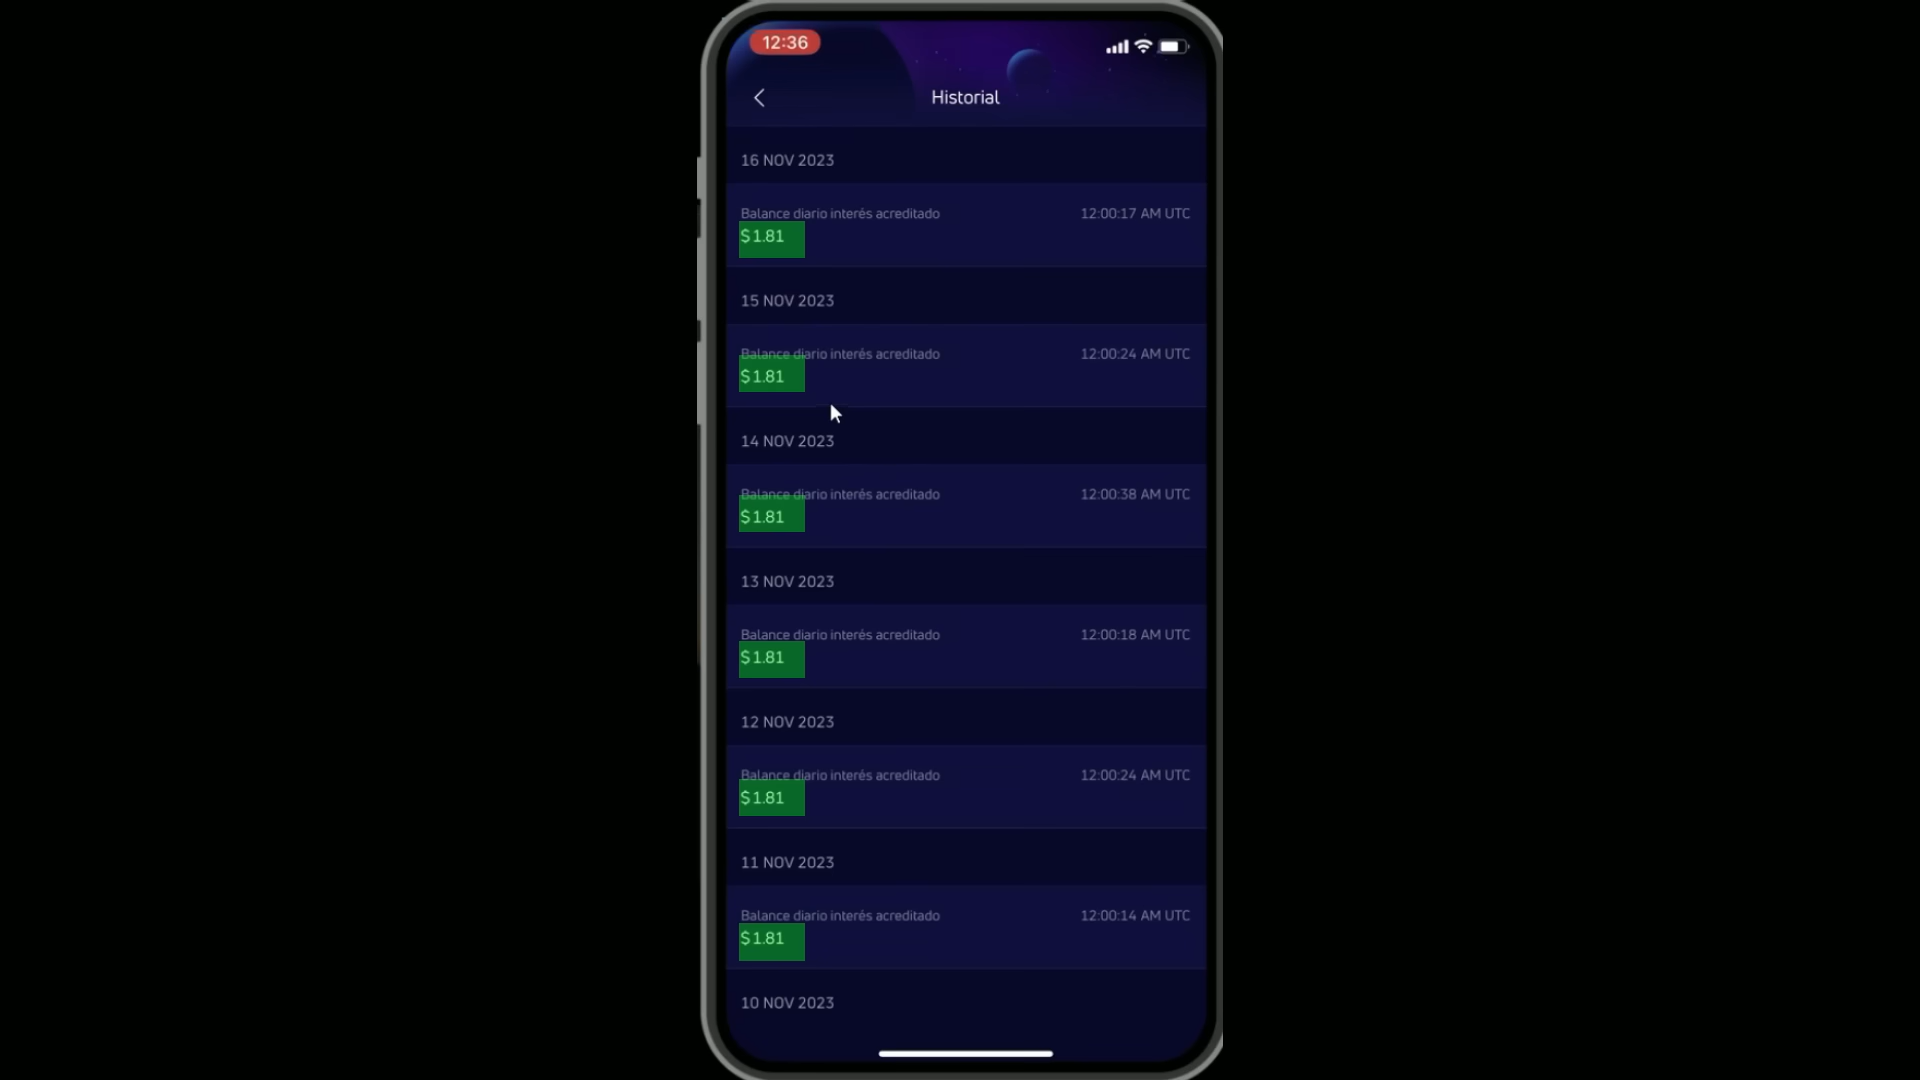 12:36
Historial
16 NOV 2023
Balance diario interés acreditado 12:00:17 AM UTC
$1.81
15 NOV 2023
Balance diario interés acreditado 12:00:24 AM UTC
$1.81
14 NOV 2023
Balance diario interés acreditado 12:00:38 AM UTC
$1.81
13 NOV 2023
Balance diario interés acreditado 12:00:18 AM UTC
$1.81
12 NOV 2023
Balance diario interés acreditado 12:00:24 AM UTC
$1.81
11 NOV 2023
Balance diario interés acreditado 12:00:14 AM UTC
$1.81
10 NOV 2023